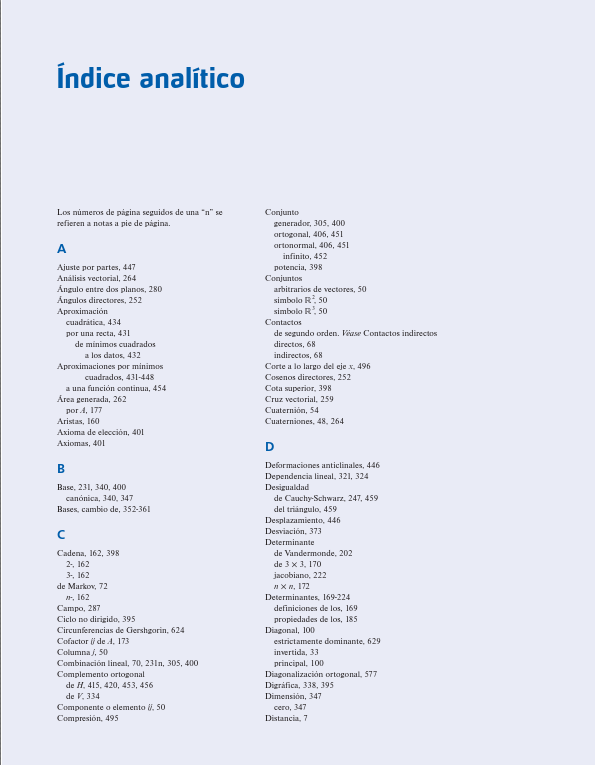 Índice analítico
Los números de página seguidos de una “n” se
refieren a notas a pie de página.
A
Ajuste por partes, 447
Análisis vectorial, 264
Ángulo entre dos planos, 280
Ángulos directores, 252
Aproximación
cuadrática, 434
por una recta, 431
de mínimos cuadrados
a los datos, 432
Aproximaciones por mínimos
cuadrados, 431-448
a una función continua, 454
Área generada, 262
por A, 177
Aristas, 160
Axioma de elección, 401
Axiomas, 401
B
Base, 231, 340, 400
canónica, 340, 347
Bases, cambio de, 352-361
C
Cadena, 162, 398
2-, 162
3-, 162
de Markov, 72
n-, 162
Campo, 287
Ciclo no dirigido, 395
Circunferencias de Gershgorin, 624
Cofactor ij de A, 173
Columna j, 50
Combinación lineal, 70, 231n, 305, 400
Complemento ortogonal
de H, 415, 420, 453, 456
de V, 334
Componente o elemento ij, 50
Compresión, 495
Conjunto
generador, 305, 400
ortogonal, 406, 451
ortonormal, 406, 451
infinito, 452
potencia, 398
Conjuntos
arbitrarios de vectores, 50
simbolo ℝ², 50
simbolo ℝ³, 50
Contactos
de segundo orden. Véase Contactos indirectos
directos, 68
indirectos, 68
Corte a lo largo del eje x, 496
Cosenos directores, 252
Cota superior, 398
Cruz vectorial, 259
Cuaternión, 54
Cuaterniones, 48, 264
D
Deformaciones anticlinales, 446
Dependencia lineal, 321, 324
Desigualdad
de Cauchy-Schwarz, 247, 459
del triángulo, 459
Desplazamiento, 446
Desviación, 373
Determinante
de Vandermonde, 202
de 3 × 3, 170
jacobiano, 222
n × n, 172
Determinantes, 169-224
definiciones de los, 169
propiedades de los, 185
Diagonal, 100
estrictamente dominante, 629
invertida, 33
principal, 100
Diagonalización ortogonal, 577
Digráfica, 338, 395
Dimensión, 347
cero, 347
Distancia, 7